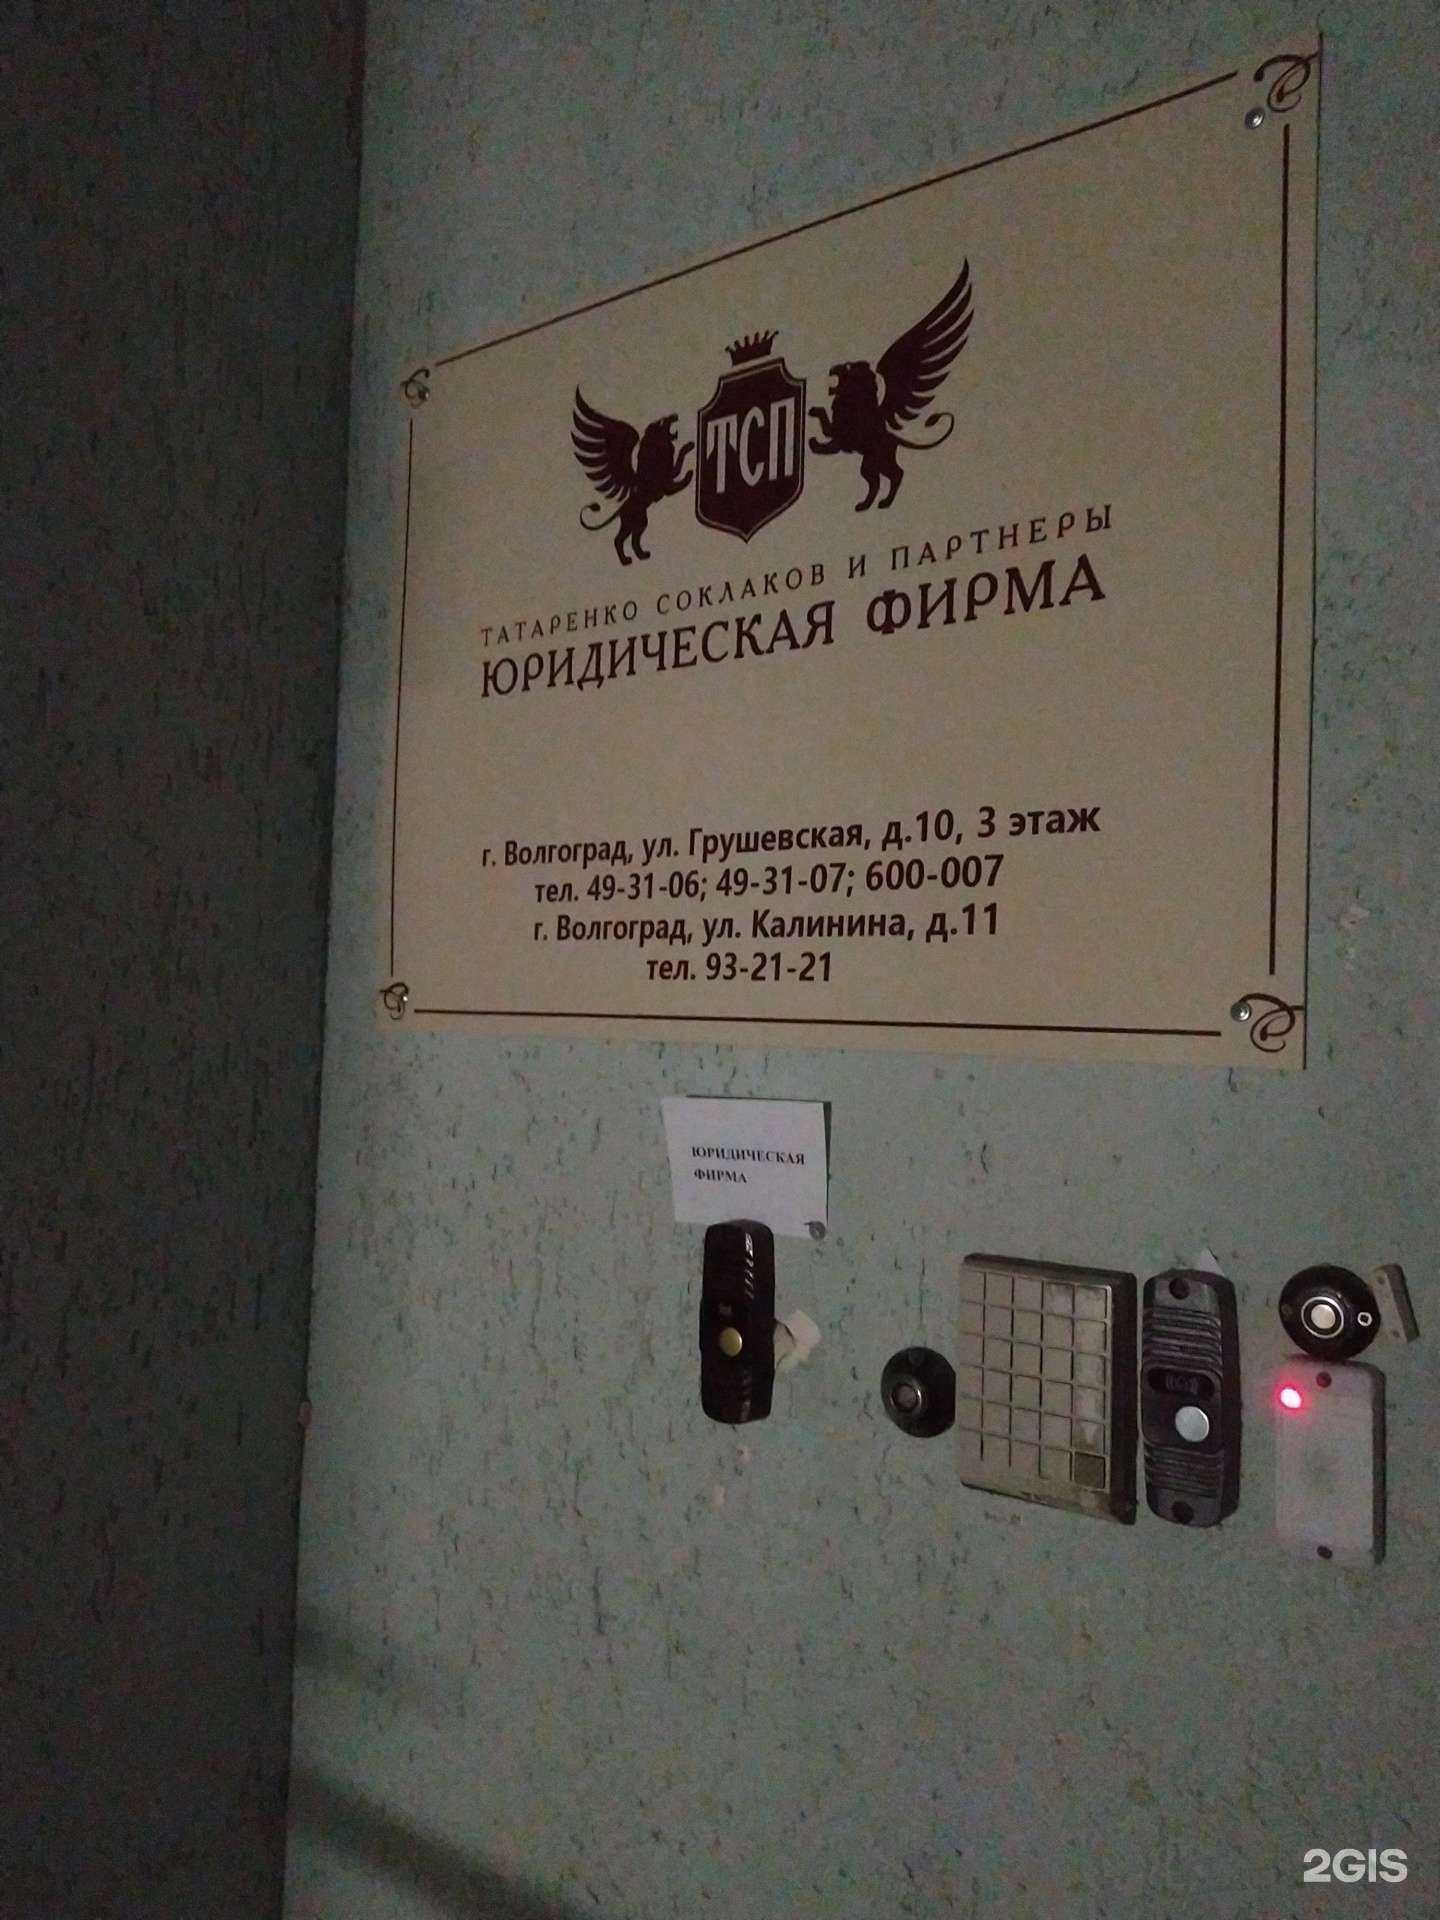 ТСП
ТАТАРЕНКО СОКЛАКОВ И ПАРТНЕРЫ
ЮРИДИЧЕСКАЯ ФИРМА
г. Волгоград, ул. Грушевская, д.10, 3 этаж
тел. 49-31-06; 49-31-07; 600-007
г. Волгоград, ул. Калинина, д.11
тел. 93-21-21
ЮРИДИЧЕСКАЯ
ФИРМА
2GIS